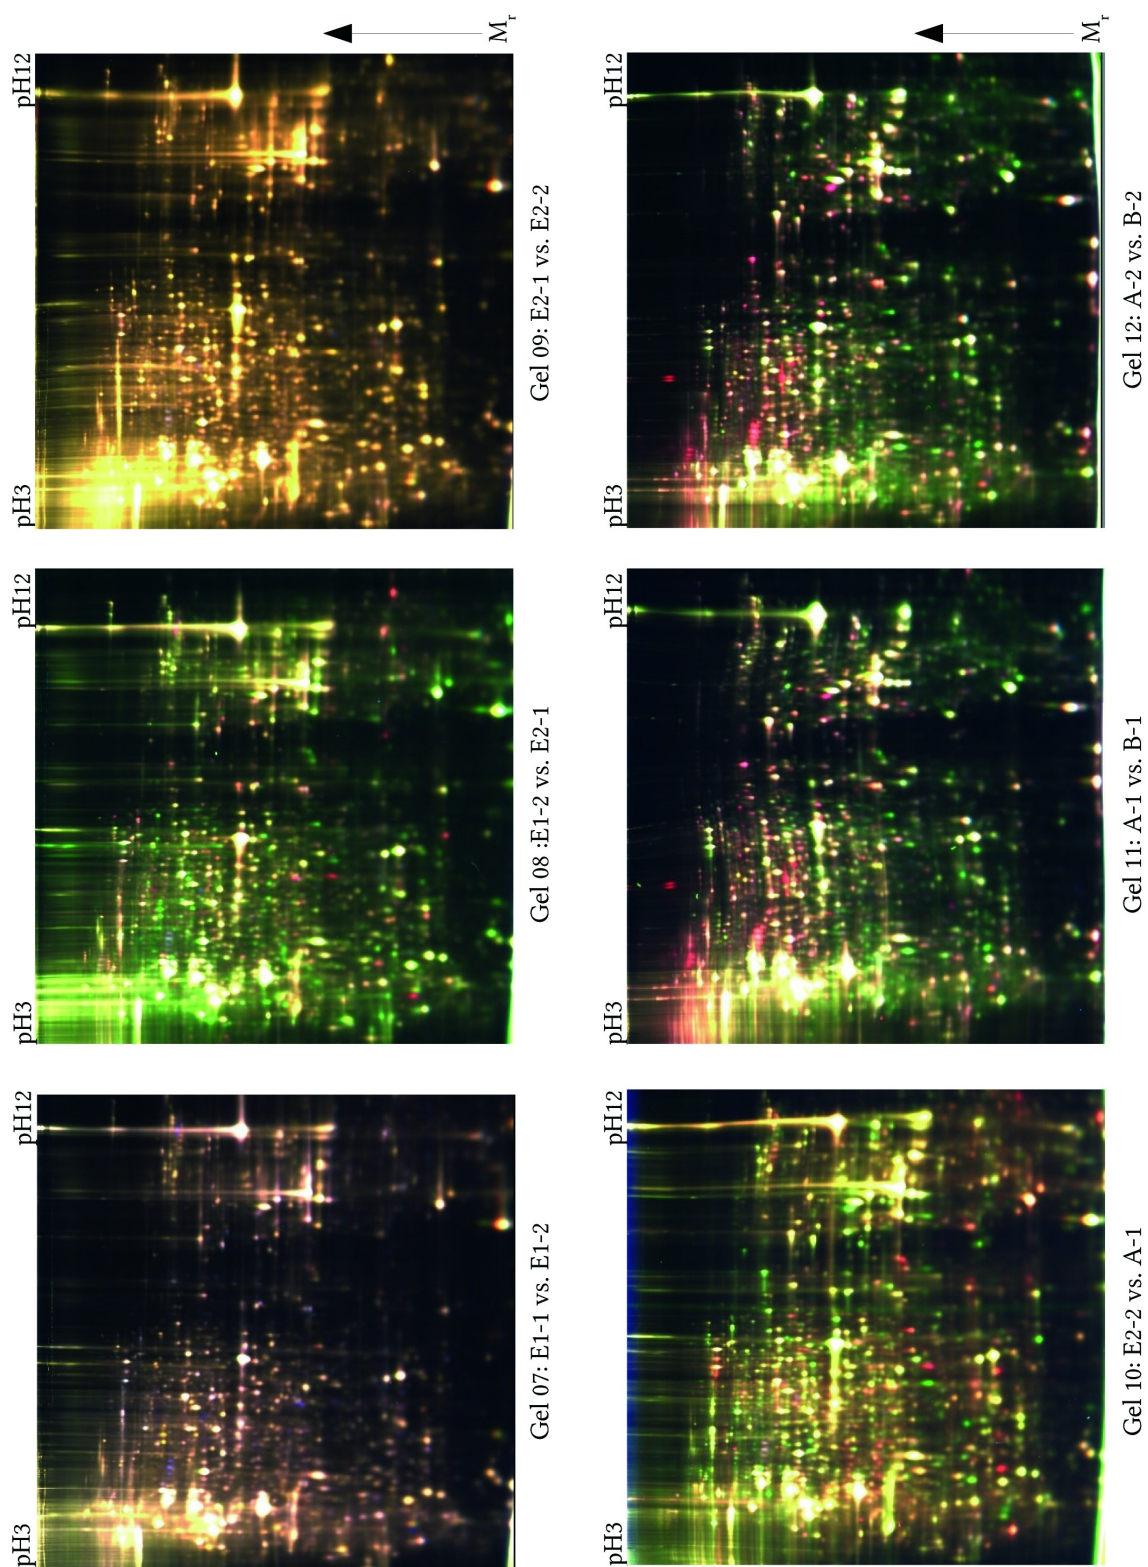 pH3
pH12
Gel 07: E1-1 vs. E1-2
pH3
pH12
Gel 08 :E1-2 vs. E2-1
pH3
pH12
Mr
Gel 09: E2-1 vs. E2-2
pH3
pH12
Gel 10: E2-2 vs. A-1
pH3
pH12
Gel 11: A-1 vs. B-1
pH3
pH12
Mr
Gel 12: A-2 vs. B-2